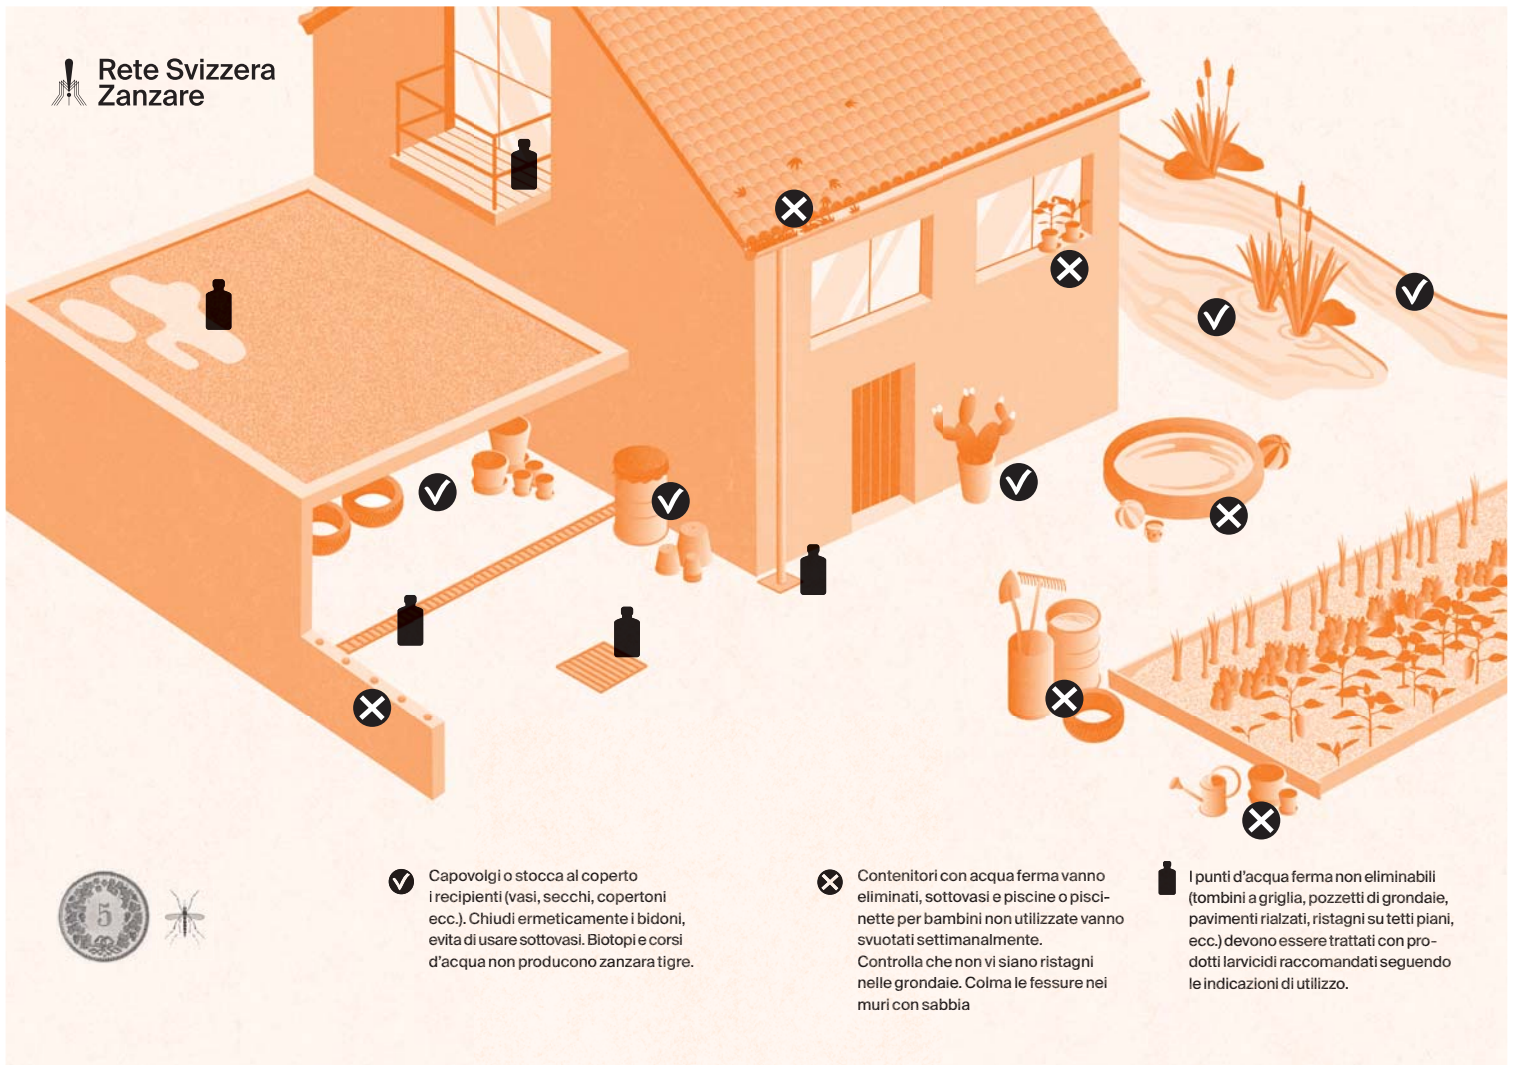 Rete Svizzera
Zanzare
5
Capovolgi o stocca al coperto
i recipienti (vasi, secchi, copertoni
ecc.). Chiudi ermeticamente i bidoni,
evita di usare sottovasi. Biotopi e corsi
d'acqua non producono zanzara tigre.
Contenitori con acqua ferma vanno
eliminati, sottovasi e piscine o pisci-
nette per bambini non utilizzate vanno
svuotati settimanalmente.
Controlla che non vi siano ristagni
nelle grondaie. Colma le fessure nei
muri con sabbia
I punti d'acqua ferma non eliminabili
(tombini a griglia, pozzetti di grondaie,
pavimenti rialzati, ristagni su tetti piani,
ecc.) devono essere trattati con pro-
dotti larvicidi raccomandati seguendo
le indicazioni di utilizzo.